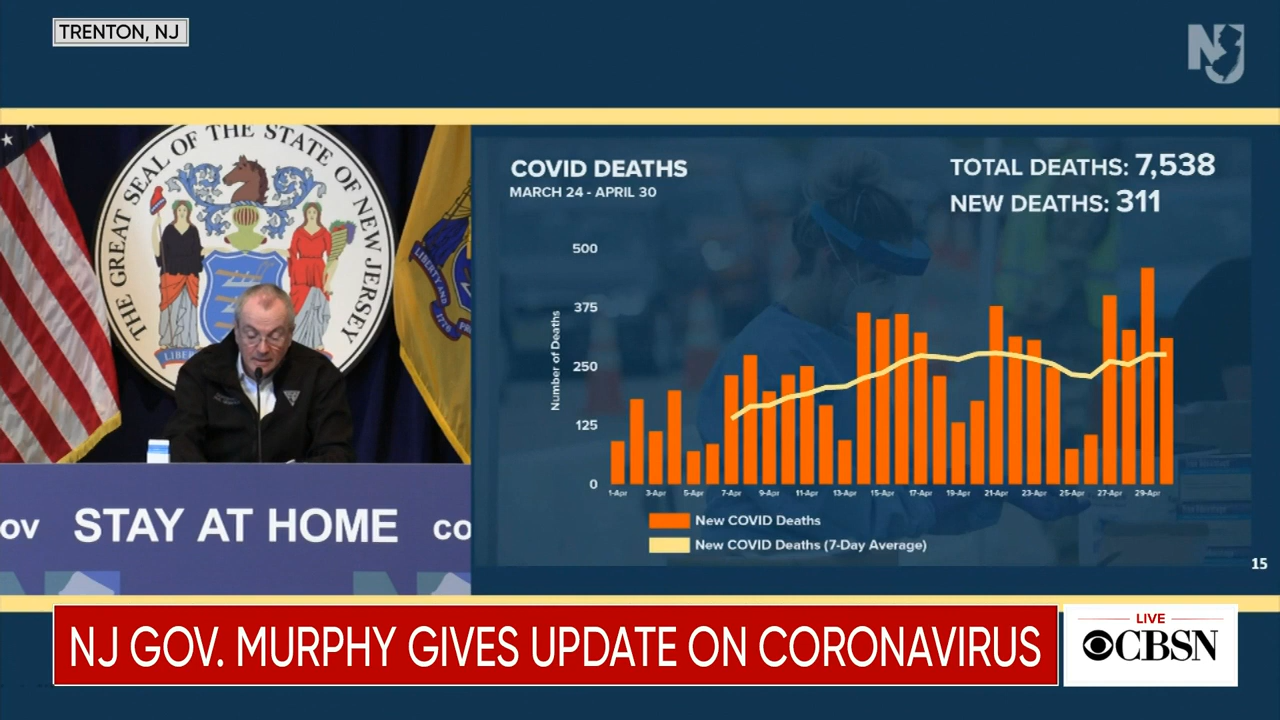 TRENTON, NJ
NJ
THE GREAT SEAL OF THE STATE OF NEW JERSEY
LIBERTY AND
1776
ov STAY AT HOME co
COVID DEATHS
MARCH 24 - APRIL 30
TOTAL DEATHS: 7,538
NEW DEATHS: 311
Number of Deaths
500
375
250
125
0
1-Apr 3-Apr 5-Apr 7-Apr 9-Apr 11-Apr 13-Apr 15-Apr 17-Apr 19-Apr 21-Apr 23-Apr 25-Apr 27-Apr 29-Apr
New COVID Deaths
New COVID Deaths (7-Day Average)
15
NJ GOV. MURPHY GIVES UPDATE ON CORONAVIRUS
LIVE
CBSN